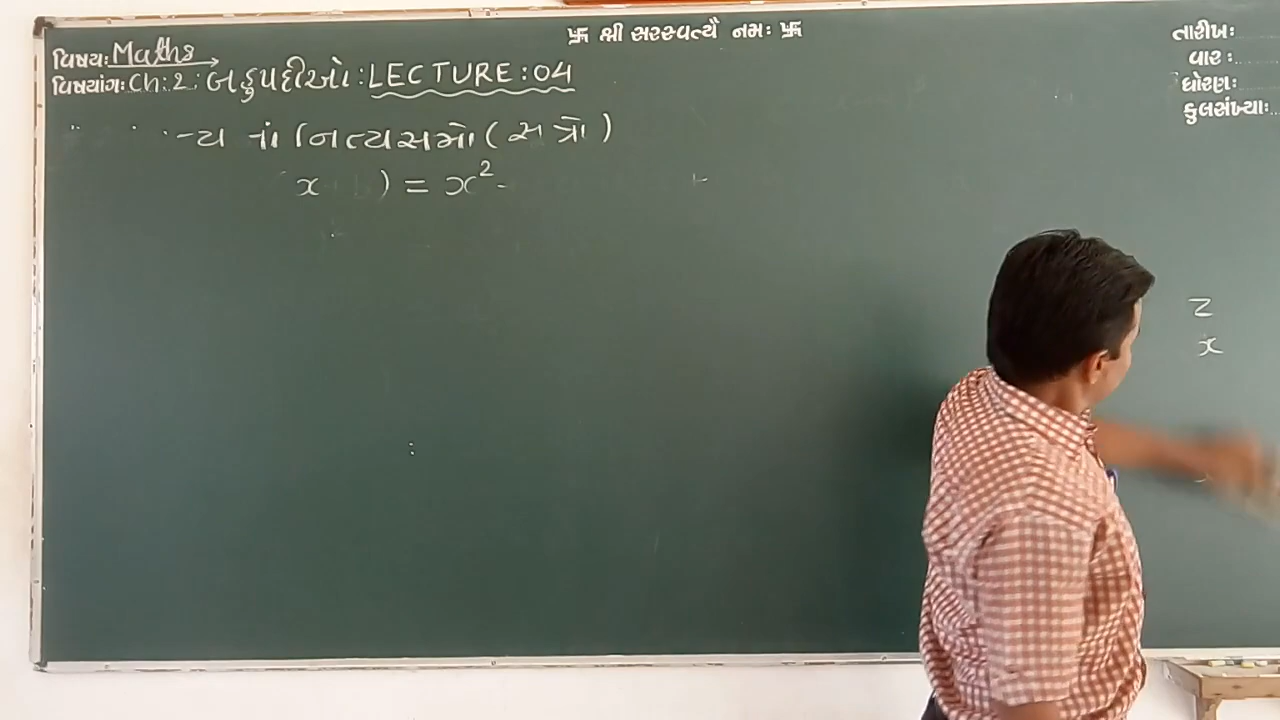 卐 શ્રી સરસ્વત્યૈ નમઃ 卐
વિષય: Maths
વિષયાંગ: Ch: 2: બહુપદીઓ : LECTURE : 04
નિત્યસમો ( સૂત્રો )
x ) = x² -
તારીખ:
વાર :
ધોરણ:
કુલસંખ્યા:
z
x